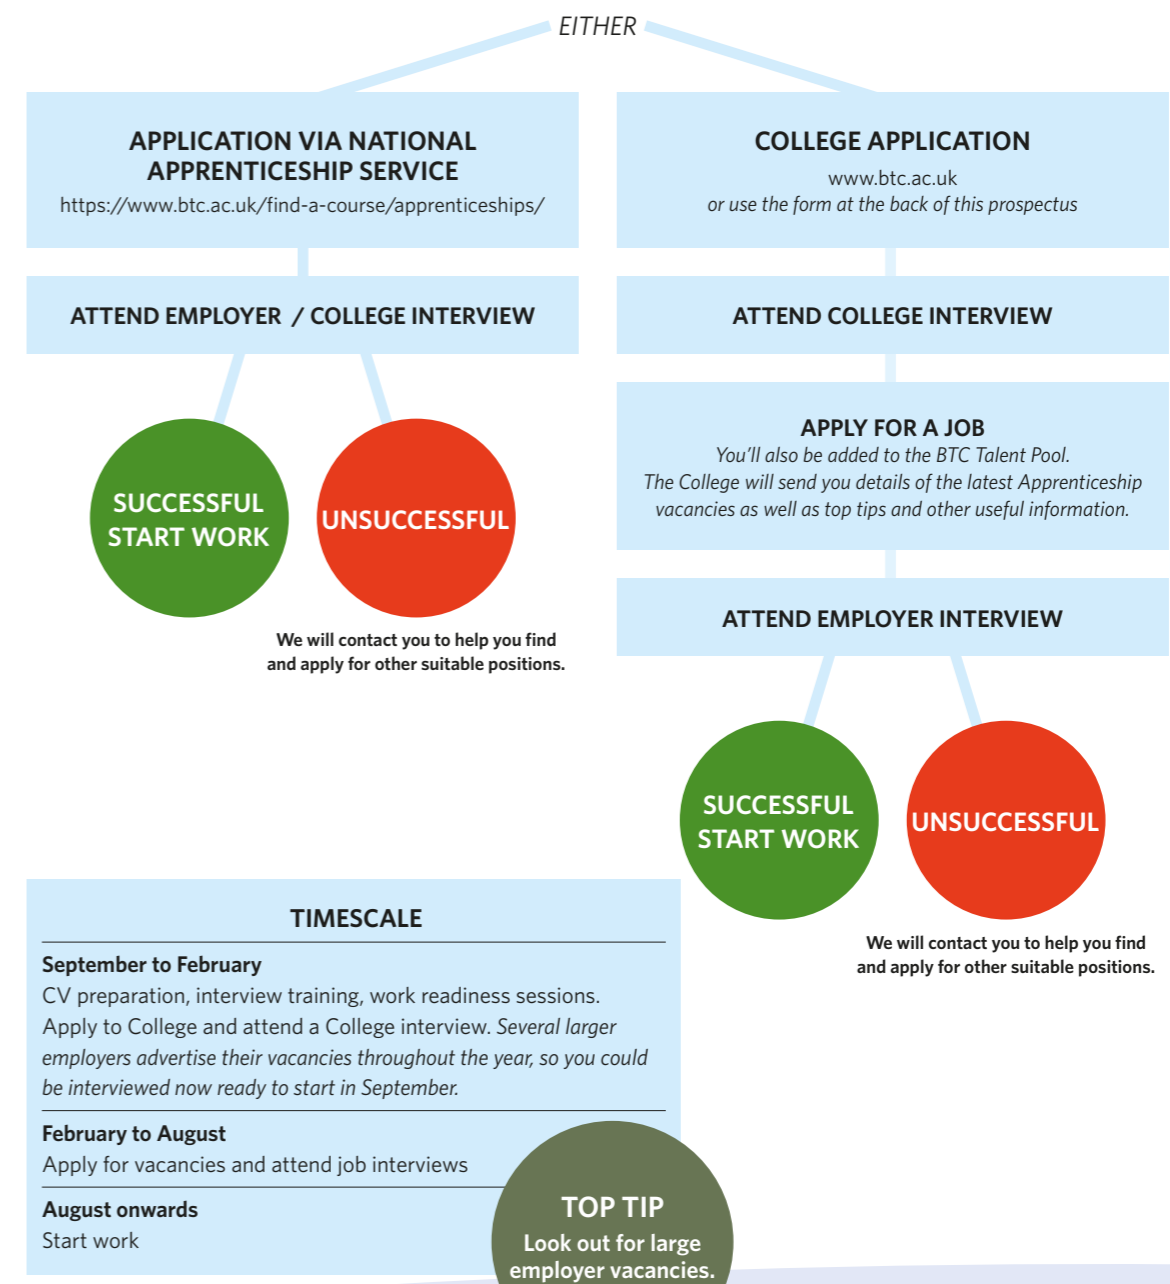 EITHER
APPLICATION VIA NATIONAL
APPRENTICESHIP SERVICE
https://www.btc.ac.uk/find-a-course/apprenticeships/
ATTEND EMPLOYER / COLLEGE INTERVIEW
SUCCESSFUL
START WORK
UNSUCCESSFUL
We will contact you to help you find
and apply for other suitable positions.
COLLEGE APPLICATION
www.btc.ac.uk
or use the form at the back of this prospectus
ATTEND COLLEGE INTERVIEW
APPLY FOR A JOB
You'll also be added to the BTC Talent Pool.
The College will send you details of the latest Apprenticeship
vacancies as well as top tips and other useful information.
ATTEND EMPLOYER INTERVIEW
SUCCESSFUL
START WORK
UNSUCCESSFUL
We will contact you to help you find
and apply for other suitable positions.
TIMESCALE
September to February
CV preparation, interview training, work readiness sessions.
Apply to College and attend a College interview. Several larger
employers advertise their vacancies throughout the year, so you could
be interviewed now ready to start in September.
February to August
Apply for vacancies and attend job interviews
August onwards
Start work
TOP TIP
Look out for large
employer vacancies.